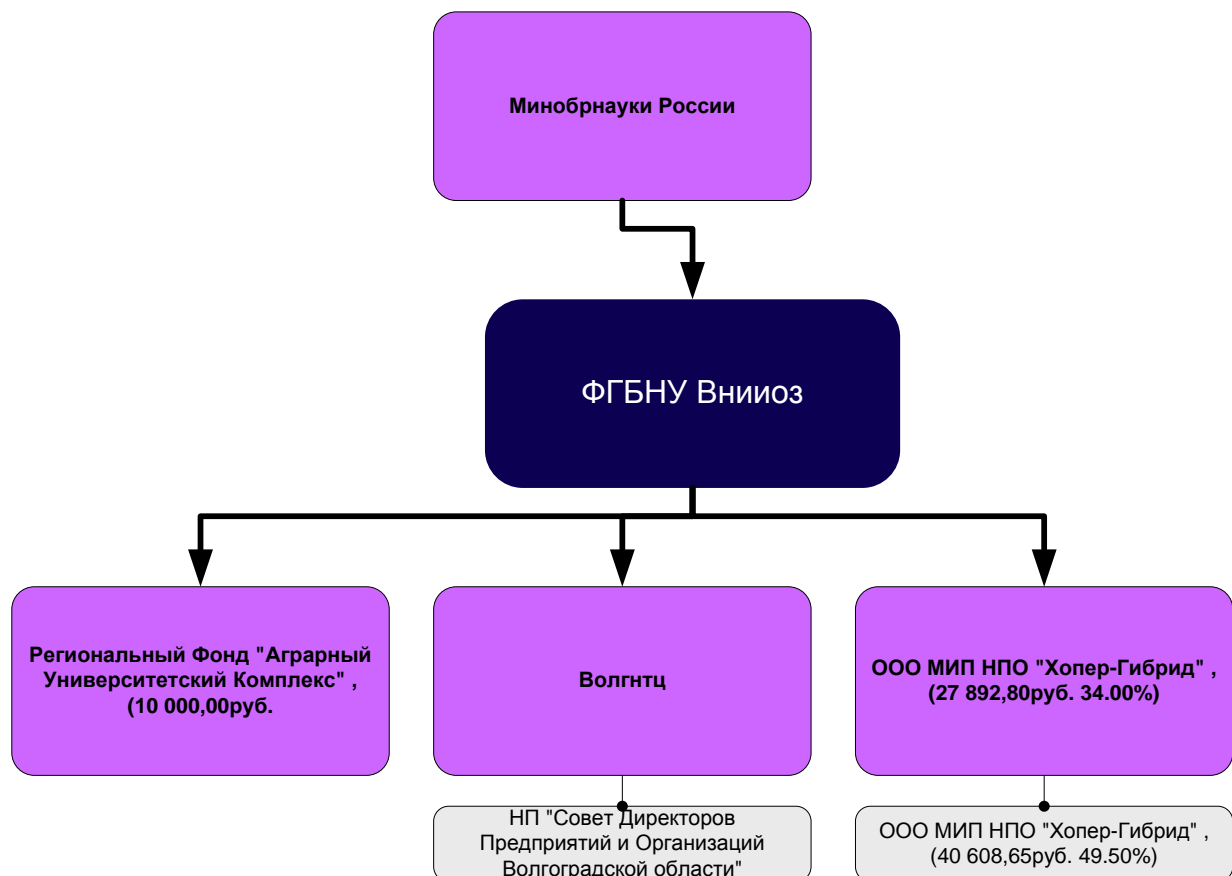 Минобрнауки России
ФГБНУ Внииоз
Региональный Фонд "Аграрный
Университетский Комплекс" ,
(10 000,00руб.
Волгнтц
ООО МИП НПО "Хопер-Гибрид" ,
(27 892,80руб. 34.00%)
НП "Совет Директоров
Предприятий и Организаций
Волгоградской области"
ООО МИП НПО "Хопер-Гибрид" ,
(40 608,65руб. 49.50%)